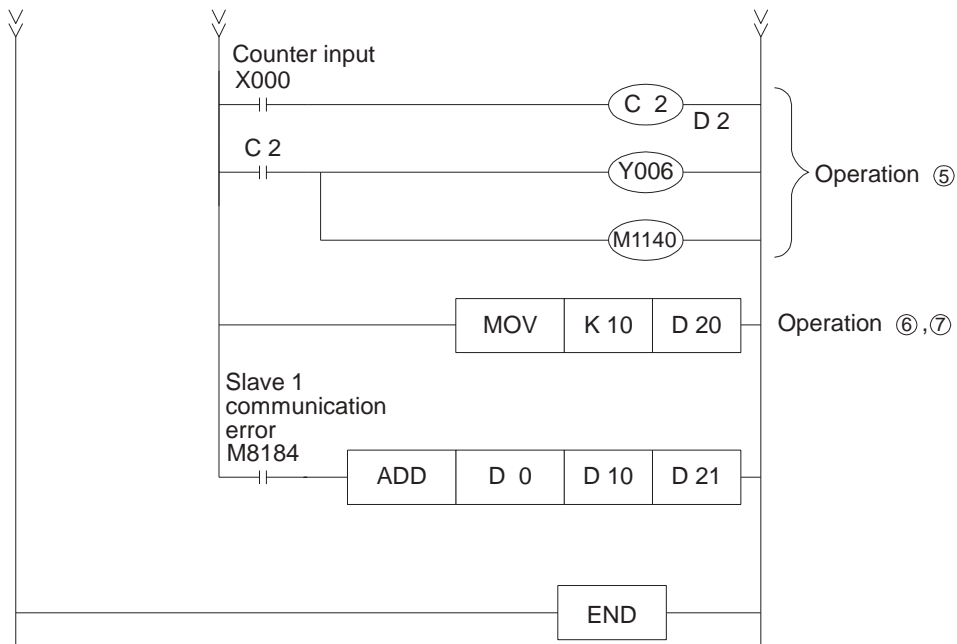 Counter input
X000
C 2
D 2
C 2
Y006
Operation ⑤
M1140
MOV K 10 D 20
Operation ⑥,⑦
Slave 1
communication
error
M8184
ADD D 0 D 10 D 21
END